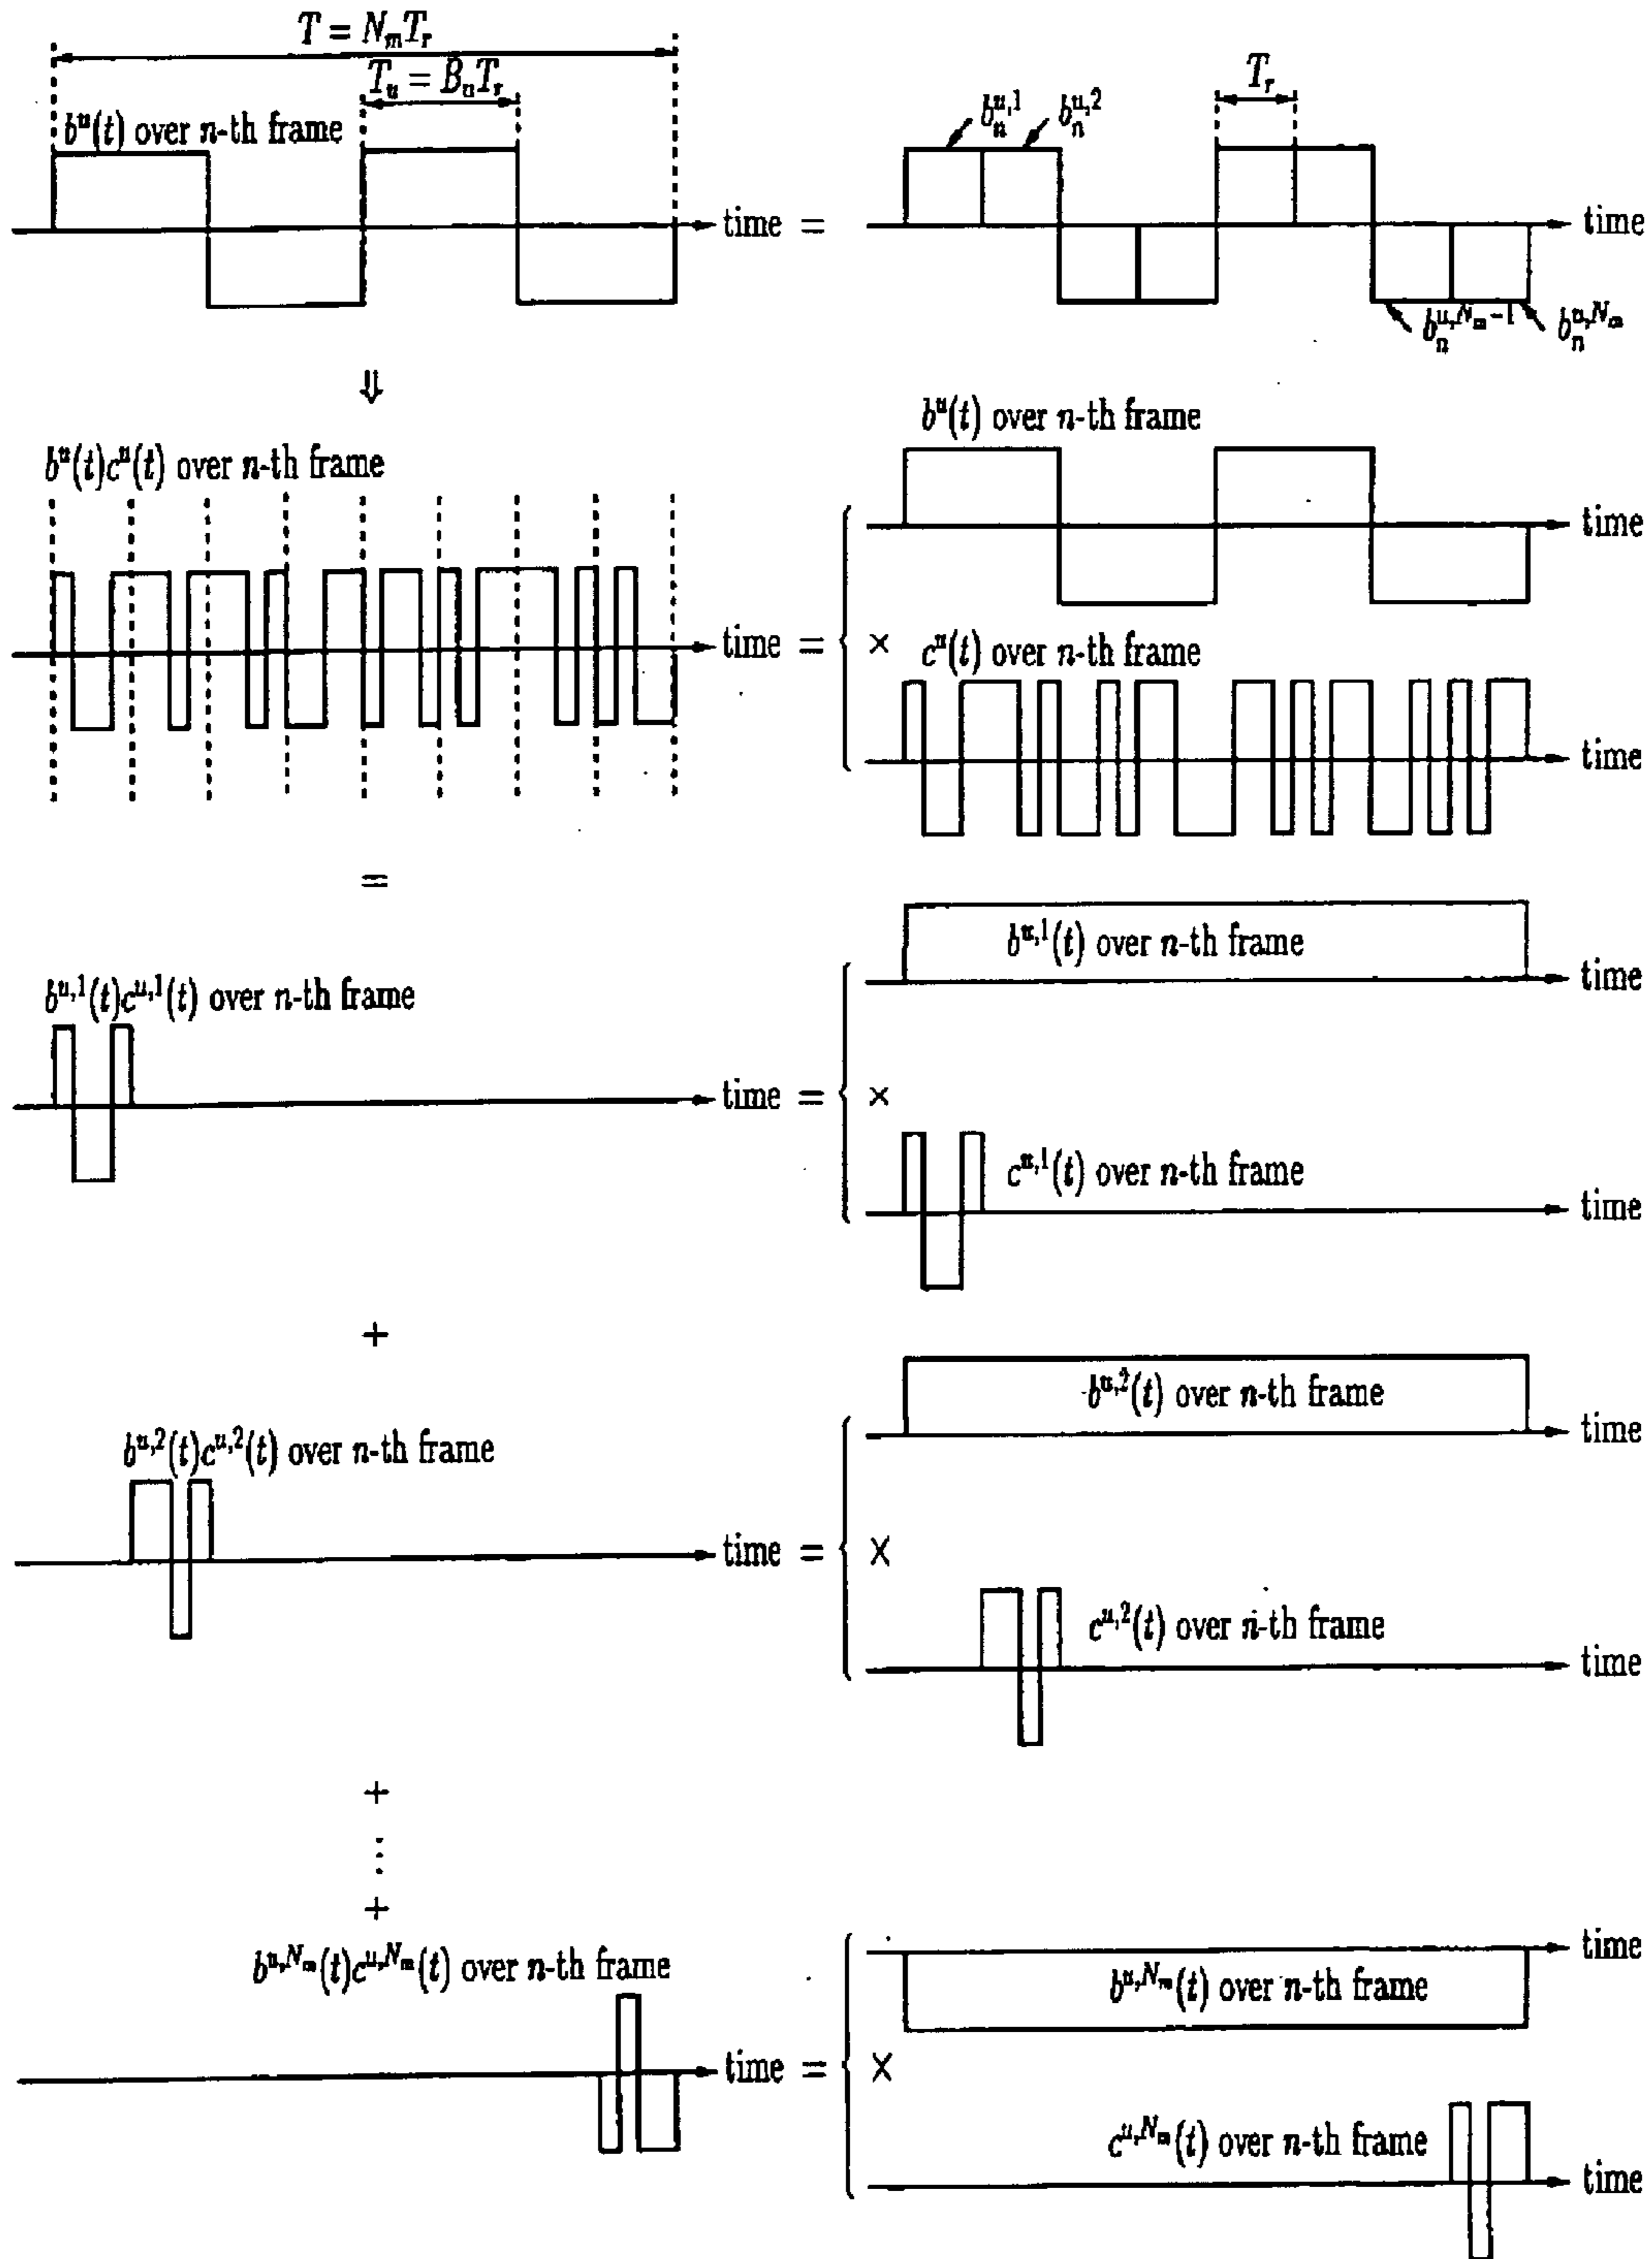 T = N_m T_r
T_u = B_u T_r
b^u(t) over n-th frame
time =
T_r
b_n^{u,1} b_n^{u,2}
time
b_n^{u,N_m-1} b_n^{u,N_m}
⇓
b^u(t)c^u(t) over n-th frame
time =
b^u(t) over n-th frame
time
× c^u(t) over n-th frame
time
=
b^{u,1}(t)c^{u,1}(t) over n-th frame
time =
b^{u,1}(t) over n-th frame
time
×
c^{u,1}(t) over n-th frame
time
+
b^{u,2}(t)c^{u,2}(t) over n-th frame
time =
b^{u,2}(t) over n-th frame
time
×
c^{u,2}(t) over n-th frame
time
+
⋮
+
b^{u,N_m}(t)c^{u,N_m}(t) over n-th frame
time =
time
b^{u,N_m}(t) over n-th frame
×
c^{u,N_m}(t) over n-th frame
time